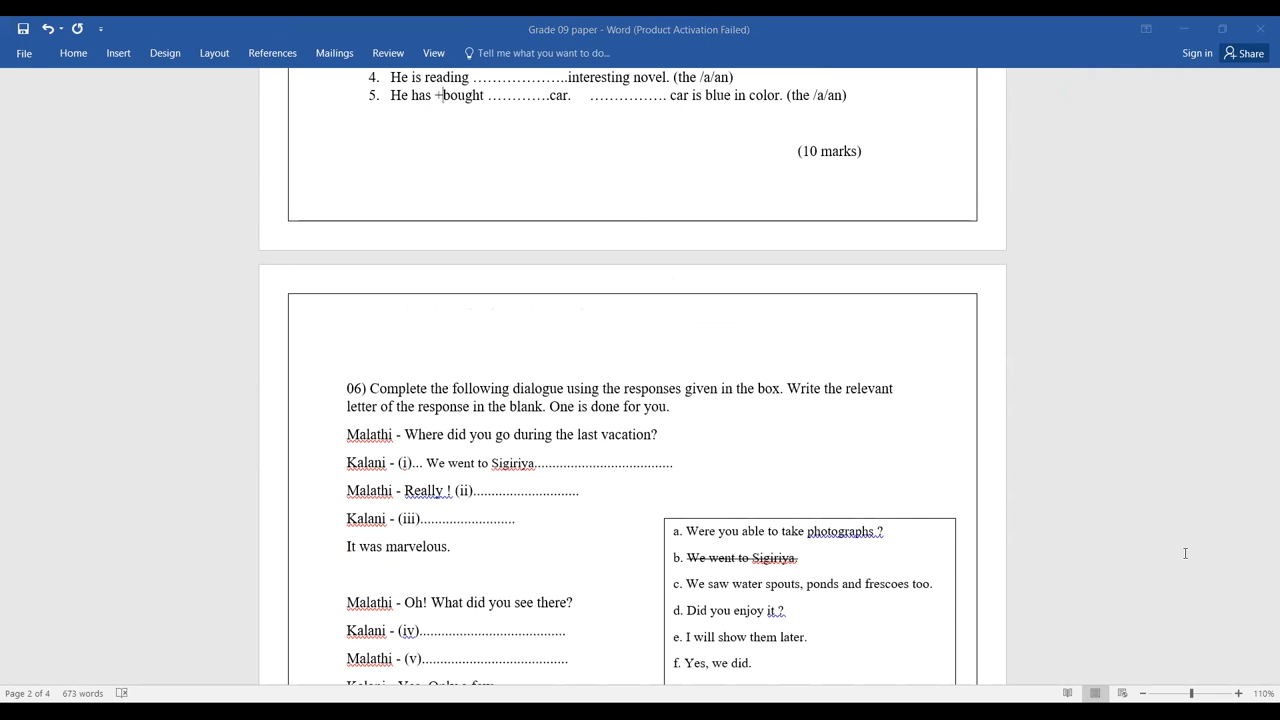 Grade 09 paper - Word (Product Activation Failed)
File Home Insert Design Layout References Mailings Review View Tell me what you want to do... Sign in Share
4. He is reading ………………..interesting novel. (the /a/an)
5. He has +bought ………….car. ……………. car is blue in color. (the /a/an)
(10 marks)
06) Complete the following dialogue using the responses given in the box. Write the relevant
letter of the response in the blank. One is done for you.
Malathi - Where did you go during the last vacation?
Kalani - (i)... We went to Sigiriya......................................
Malathi - Really ! (ii)............................
Kalani - (iii).........................
It was marvelous.
Malathi - Oh! What did you see there?
Kalani - (iv).......................................
Malathi - (v).......................................
Kalani - Yes. Only a few.
a. Were you able to take photographs ?
b. We went to Sigiriya.
c. We saw water spouts, ponds and frescoes too.
d. Did you enjoy it ?
e. I will show them later.
f. Yes, we did.
Page 2 of 4 673 words 110%